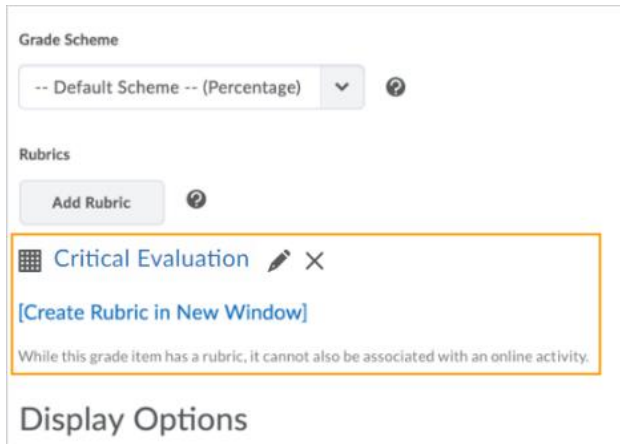 Grade Scheme
-- Default Scheme -- (Percentage)
Rubrics
Add Rubric
Critical Evaluation
[Create Rubric in New Window]
While this grade item has a rubric, it cannot also be associated with an online activity.
Display Options